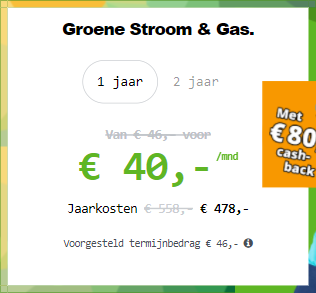 Groene Stroom & Gas.
1 jaar 2 jaar
Van € 46,- voor
€ 40,- /mnd
Jaarkosten € 558,- € 478,-
Voorgesteld termijnbedrag € 46,-
Met
€ 80
cash-
back